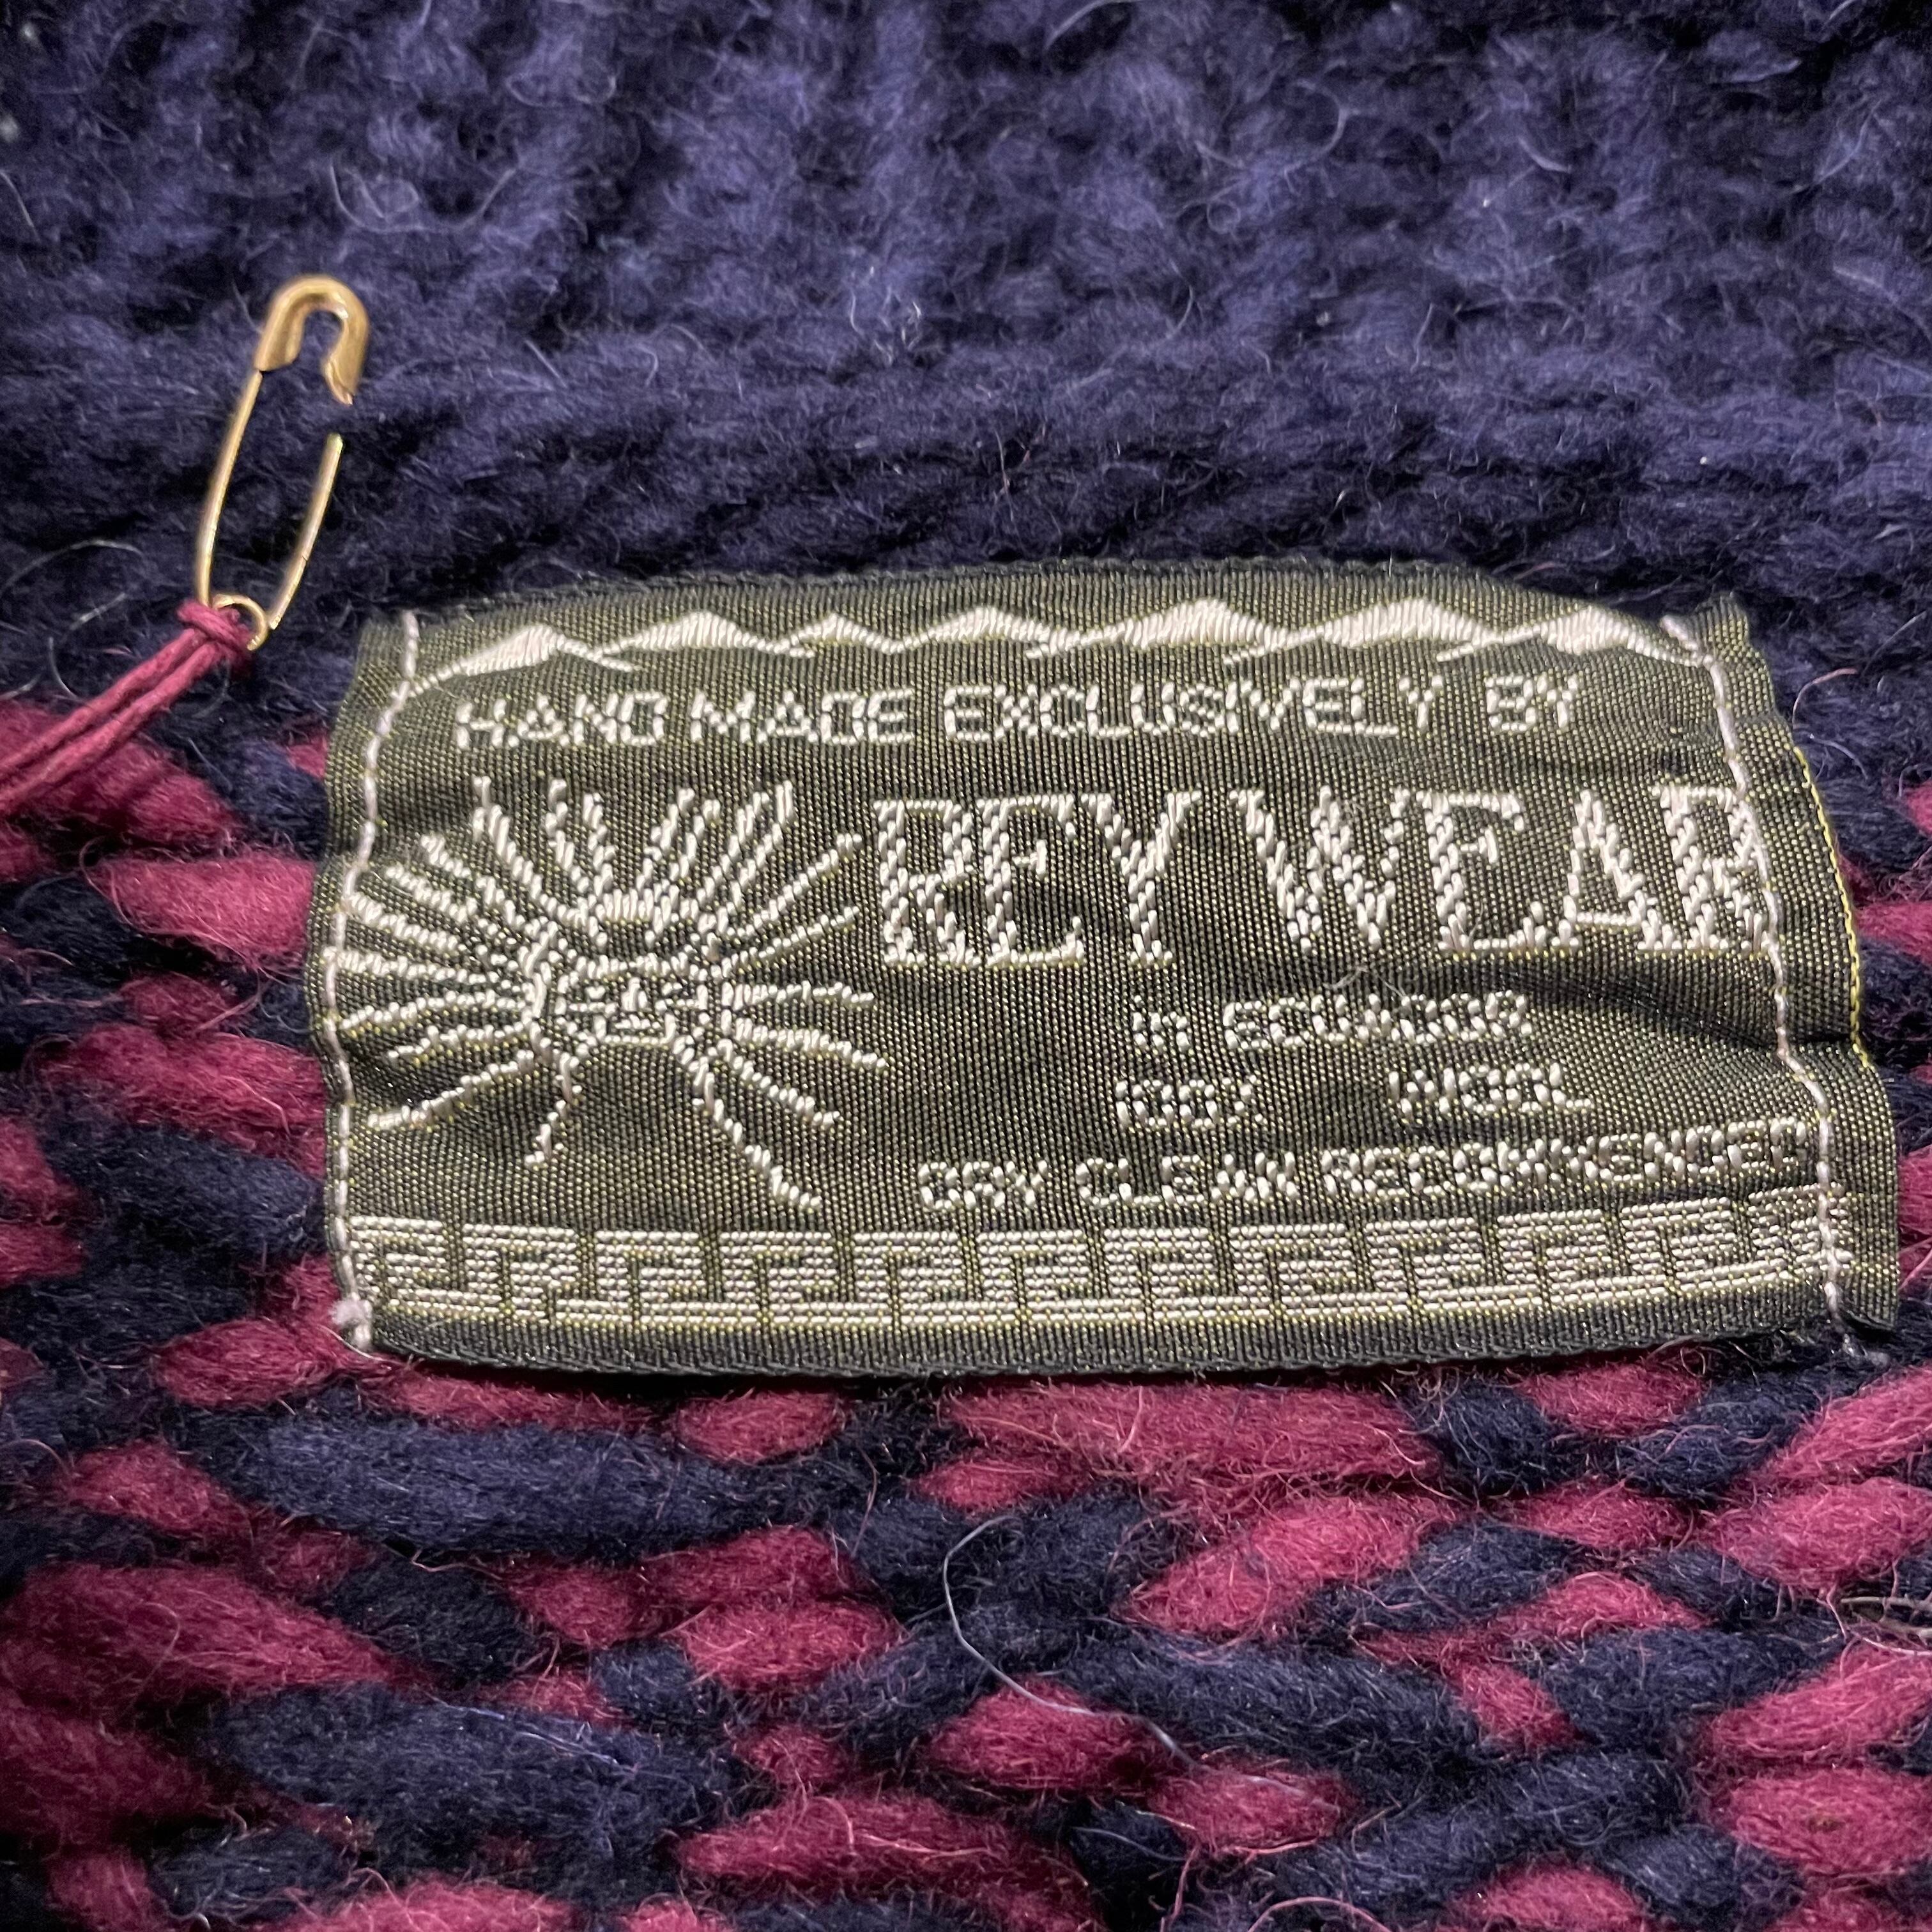 HAND MADE EXCLUSIVELY BY
REY WEAR
in ECUADOR
100% WOOL
DRY CLEAN RECOMMENDED